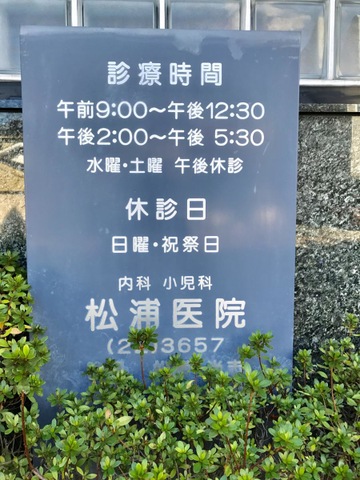 診療時間
午前9:00〜午後12:30
午後2:00〜午後 5:30
水曜・土曜 午後休診
休診日
日曜・祝祭日
内科 小児科
松浦医院
3657